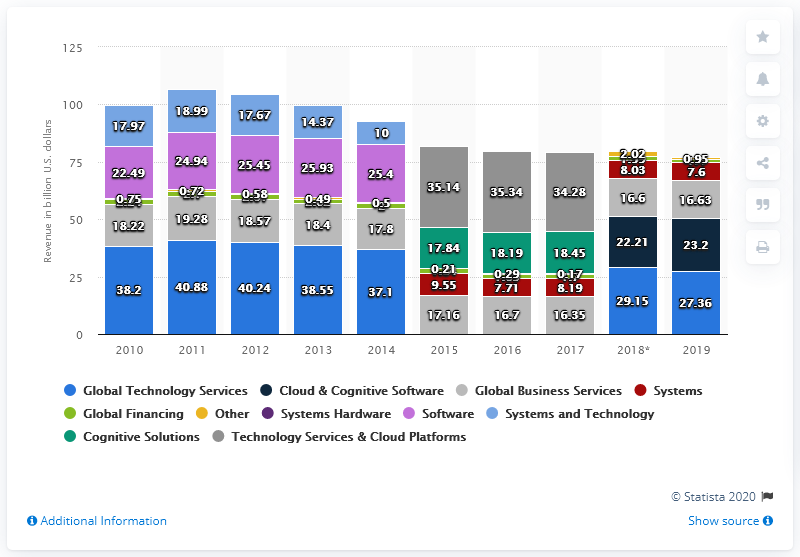 125
100
75
50
25
0
Revenue in billion U.S. dollars
17.97 18.99 17.67 14.37 10
22.49 24.94 25.45 25.93 25.4
0.75 0.72 0.58 0.49 0.5
18.22 19.28 18.57 18.4 17.8
38.2 40.88 40.24 38.55 37.1
35.14 35.34 34.28
17.84 18.19 18.45
0.21 0.29 0.17
9.55 7.71 8.19
17.16 16.7 16.35
2.02 0.95
8.03 7.6
16.6 16.63
22.21 23.2
29.15 27.36
2010 2011 2012 2013 2014 2015 2016 2017 2018* 2019
Global Technology Services Cloud & Cognitive Software Global Business Services Systems
Global Financing Other Systems Hardware Software Systems and Technology
Cognitive Solutions Technology Services & Cloud Platforms
© Statista 2020
Additional Information Show source